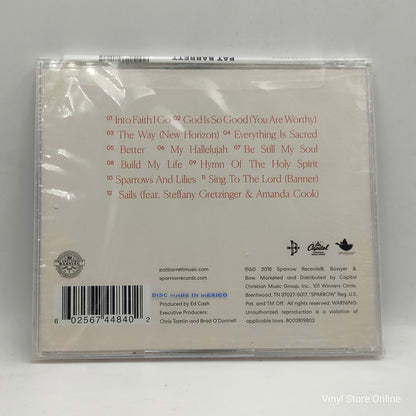 PAT BARRETT
01 Into Faith I Go 02 God Is So Good (You Are Worthy)
03 The Way (New Horizon) 04 Everything Is Sacred
05 Better 06 My Hallelujah 07 Be Still My Soul
08 Build My Life 09 Hymn Of The Holy Spirit
10 Sparrows And Lilies 11 Sing To The Lord (Banner)
12 Sails (feat. Steffany Gretzinger & Amanda Cook)
Capitol
patbarrettmusic.com
sparrowrecords.com
DISC MADE IN MEXICO
Produced by Ed Cash
Executive Producers:
Chris Tomlin and Brad O'Donnell
6 02567 44840 2
℗&© 2018 Sparrow Records®, Bowyer &
Bow. Marketed and Distributed by Capitol
Christian Music Group, Inc., 101 Winners Circle,
Brentwood, TN 37027-5017. "SPARROW" Reg. U.S.
Pat. and TM Off. All rights reserved. WARNING:
Unauthorized reproduction is a violation of
applicable laws. B002819802
Vinyl Store Online